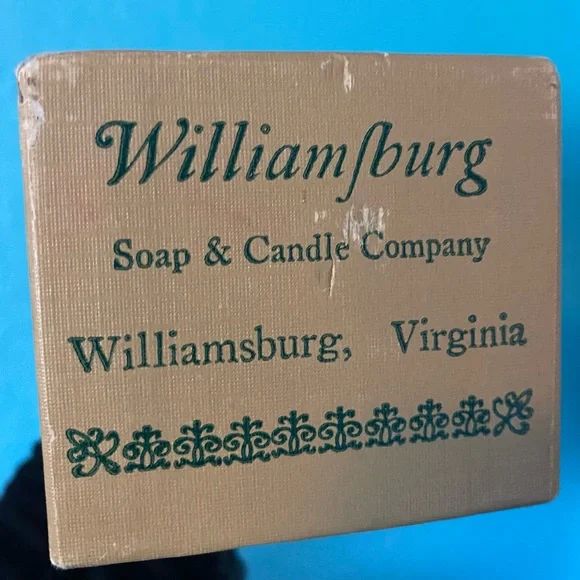 Williamſburg
Soap & Candle Company
Williamsburg, Virginia